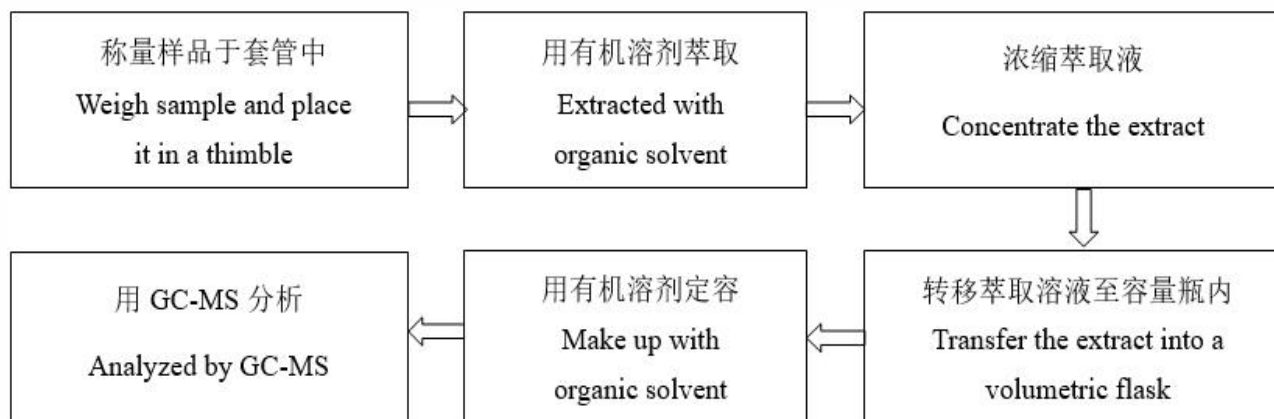 称量样品于套管中
Weigh sample and place
it in a thimble
用有机溶剂萃取
Extracted with
organic solvent
浓缩萃取液
Concentrate the extract
转移萃取溶液至容量瓶内
Transfer the extract into a
volumetric flask
用有机溶剂定容
Make up with
organic solvent
用 GC-MS 分析
Analyzed by GC-MS